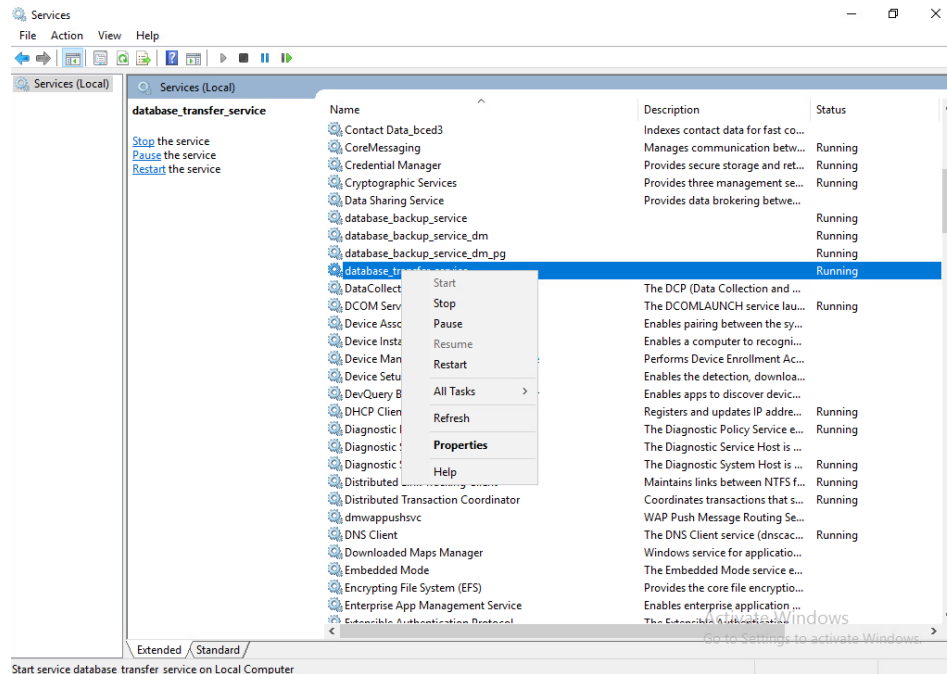 Services
File Action View Help
Services (Local)
Services (Local)
database_transfer_service
Stop the service
Pause the service
Restart the service
Name Description Status
Contact Data_bced3 Indexes contact data for fast co...
CoreMessaging Manages communication betw... Running
Credential Manager Provides secure storage and ret... Running
Cryptographic Services Provides three management se... Running
Data Sharing Service Provides data brokering betwe...
database_backup_service Running
database_backup_service_dm Running
database_backup_service_dm_pg Running
database_transfer_service Running
DataCollect The DCP (Data Collection and ...
DCOM Serv The DCOMLAUNCH service lau... Running
Device Asso Enables pairing between the sy...
Device Insta Enables a computer to recogni...
Device Man Performs Device Enrollment Ac...
Device Setu Enables the detection, downloa...
DevQuery B Enables apps to discover devic...
DHCP Clien Registers and updates IP addre... Running
Diagnostic The Diagnostic Policy Service e... Running
Diagnostic The Diagnostic Service Host is ...
Diagnostic The Diagnostic System Host is ... Running
Distributed Link Tracking Client Maintains links between NTFS f... Running
Distributed Transaction Coordinator Coordinates transactions that s... Running
dmwappushsvc WAP Push Message Routing Se...
DNS Client The DNS Client service (dnscac... Running
Downloaded Maps Manager Windows service for applicatio...
Embedded Mode The Embedded Mode service e...
Encrypting File System (EFS) Provides the core file encryptio...
Enterprise App Management Service Enables enterprise application ...
Extensible Authentication Protocol The Extensible Authentication
Start
Stop
Pause
Resume
Restart
All Tasks
Refresh
Properties
Help
Activate Windows
Go to Settings to activate Windows.
Extended Standard
Start service database_transfer_service on Local Computer